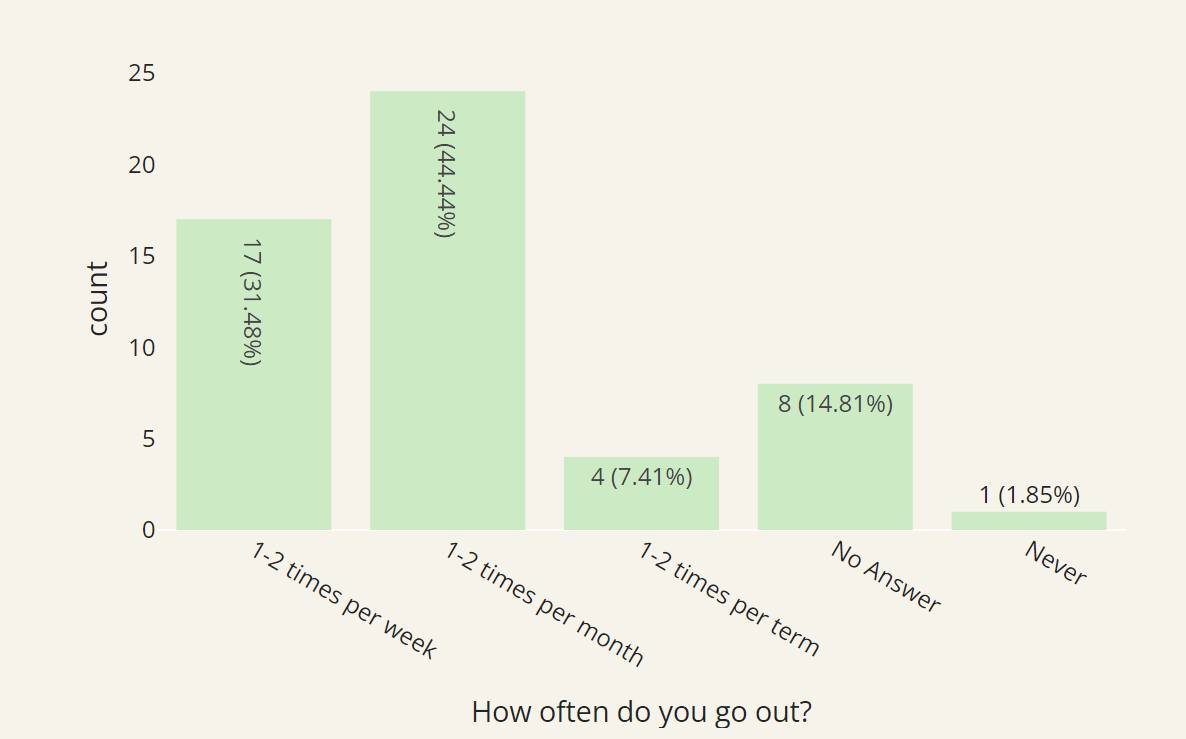 25
20
15
10
5
0
count
17 (31.48%)
24 (44.44%)
4 (7.41%)
8 (14.81%)
1 (1.85%)
1-2 times per week
1-2 times per month
1-2 times per term
No Answer
Never
How often do you go out?